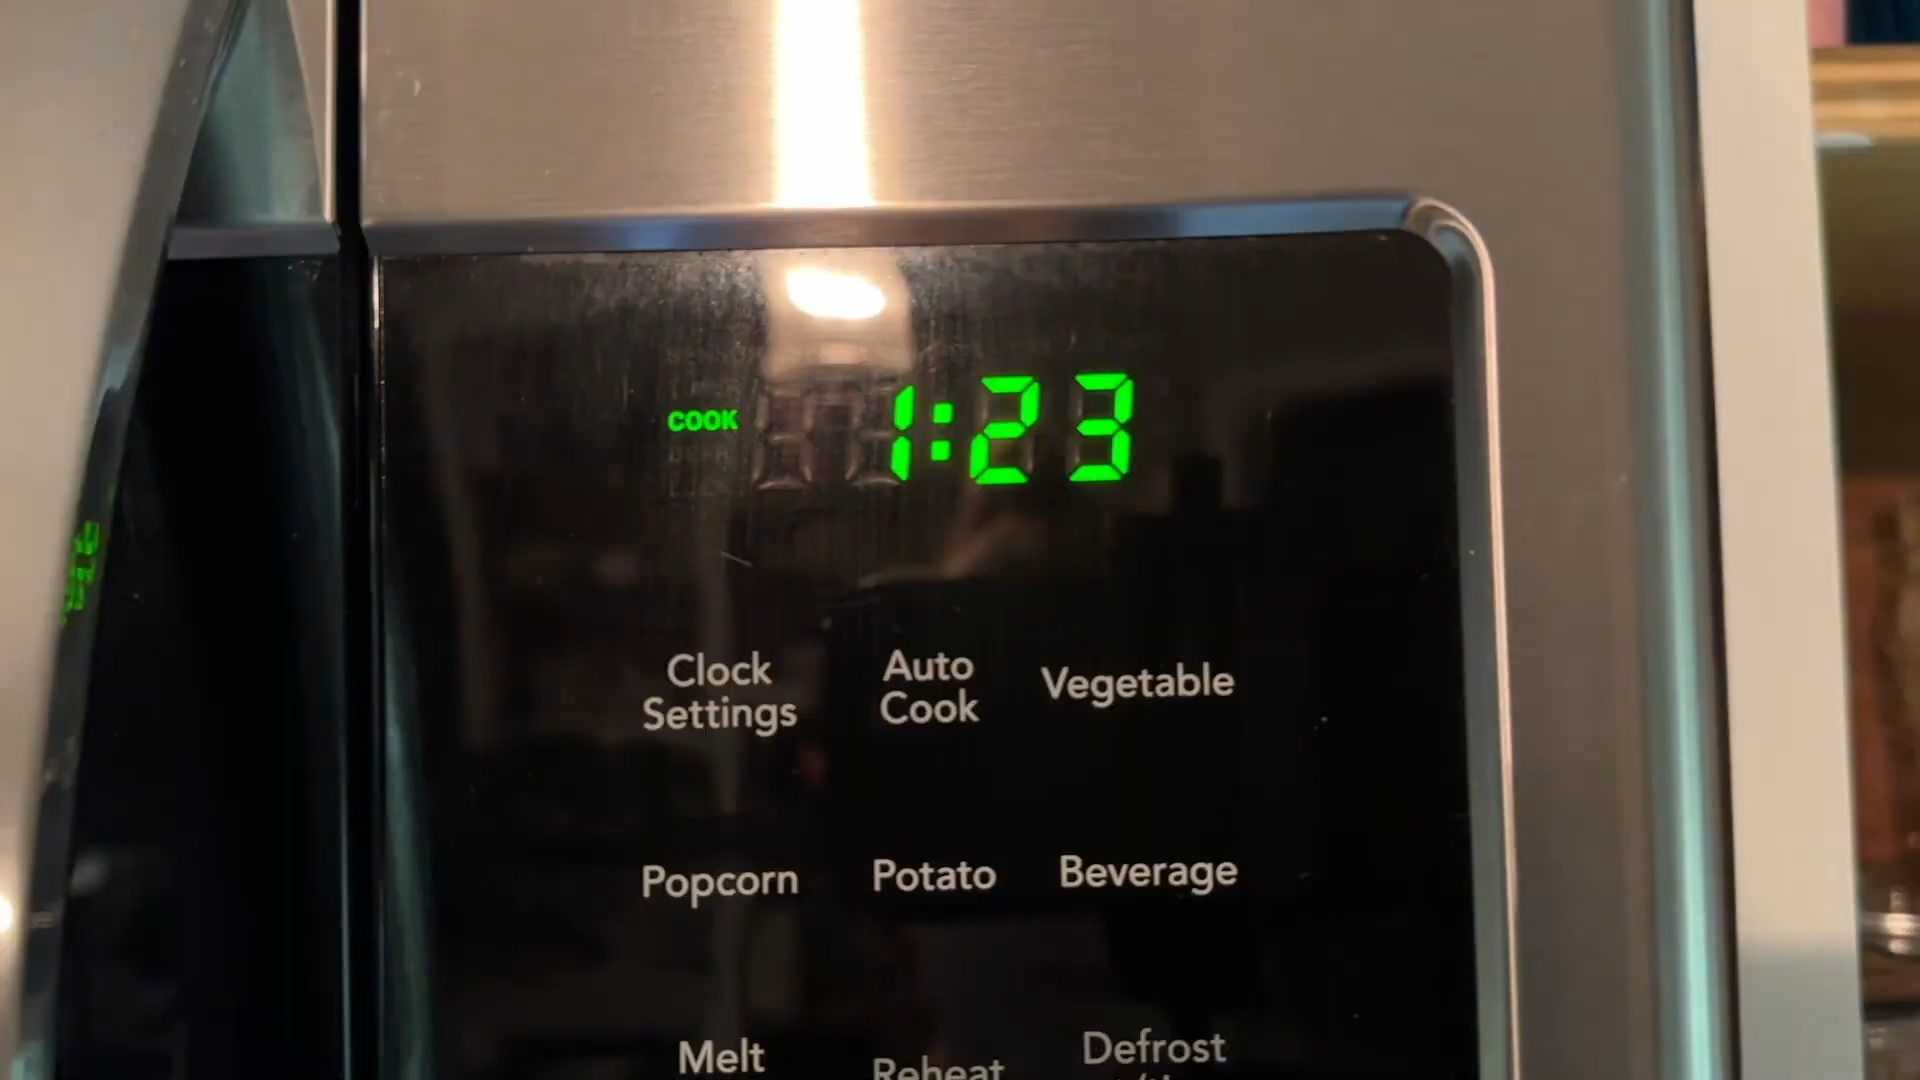 COOK 1:23
Clock Settings
Auto Cook
Vegetable
Popcorn
Potato
Beverage
Melt
Reheat
Defrost